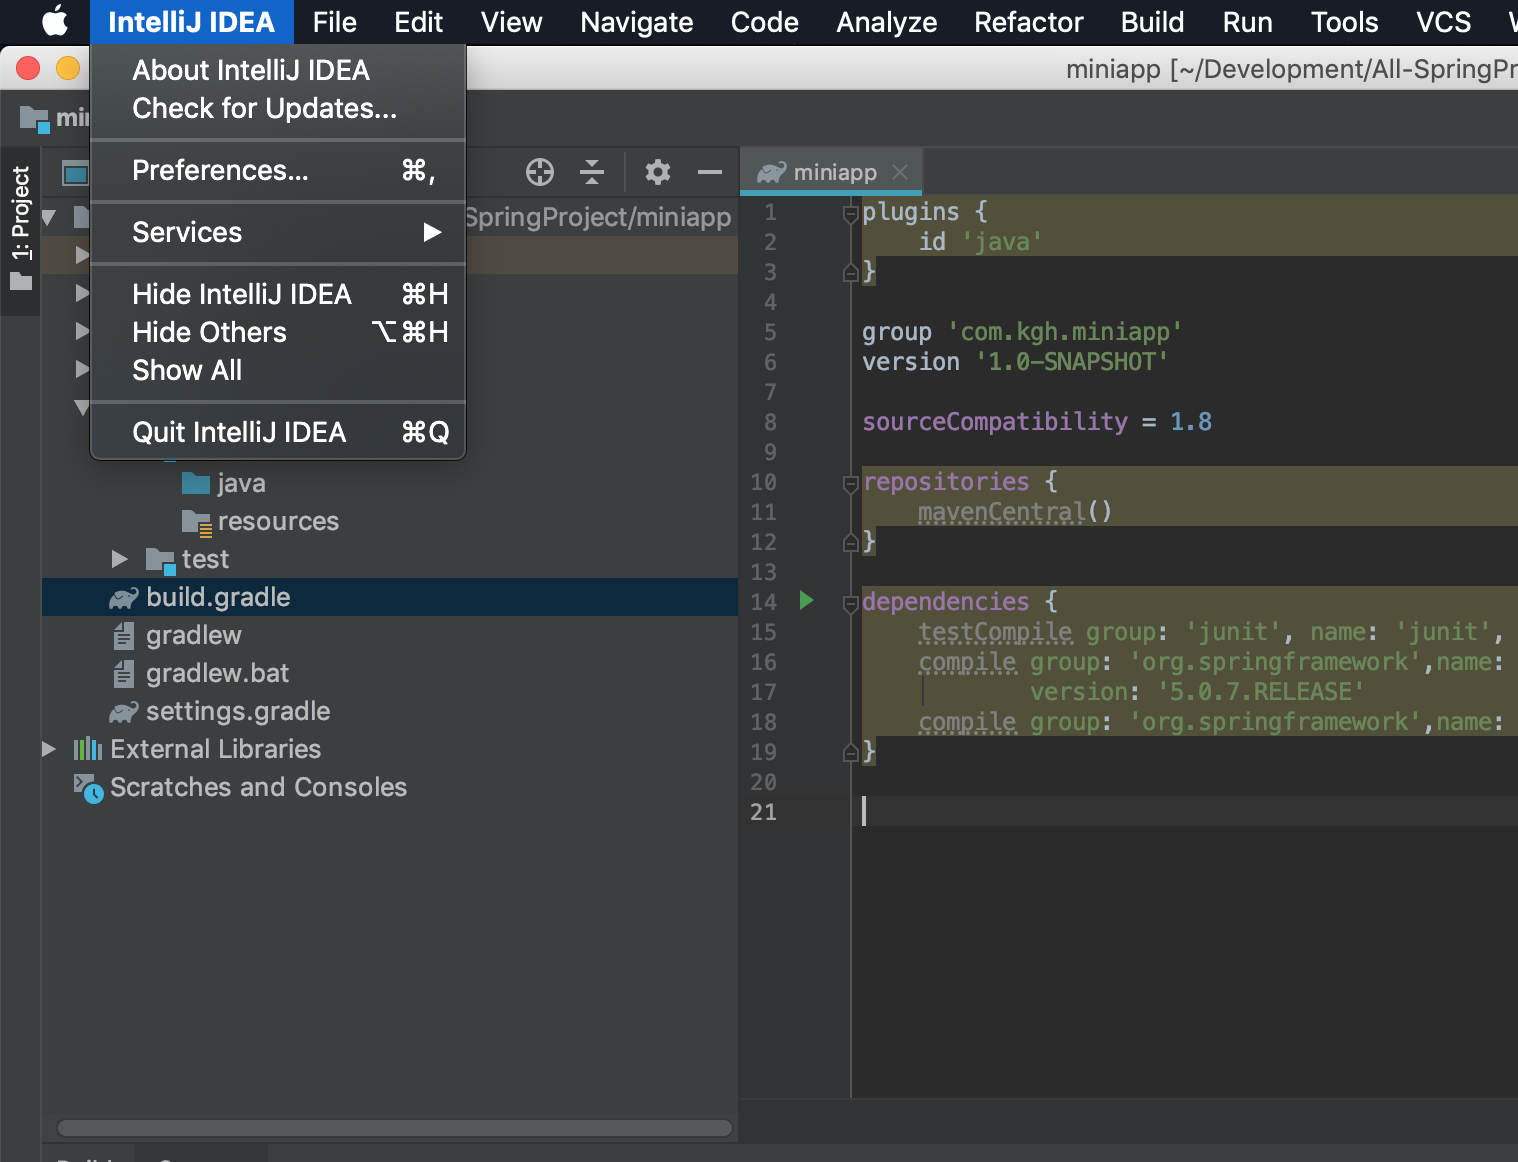 IntelliJ IDEA File Edit View Navigate Code Analyze Refactor Build Run Tools VCS
miniapp [~/Development/All-SpringPr
About IntelliJ IDEA
Check for Updates...
Preferences... ⌘,
Services ▶
Hide IntelliJ IDEA ⌘H
Hide Others ⌥⌘H
Show All
Quit IntelliJ IDEA ⌘Q
1: Project
SpringProject/miniapp
java
resources
test
build.gradle
gradlew
gradlew.bat
settings.gradle
External Libraries
Scratches and Consoles
miniapp
1 plugins {
2 id 'java'
3 }
4
5 group 'com.kgh.miniapp'
6 version '1.0-SNAPSHOT'
7
8 sourceCompatibility = 1.8
9
10 repositories {
11 mavenCentral()
12 }
13
14 dependencies {
15 testCompile group: 'junit', name: 'junit',
16 compile group: 'org.springframework',name:
17 version: '5.0.7.RELEASE'
18 compile group: 'org.springframework',name:
19 }
20
21